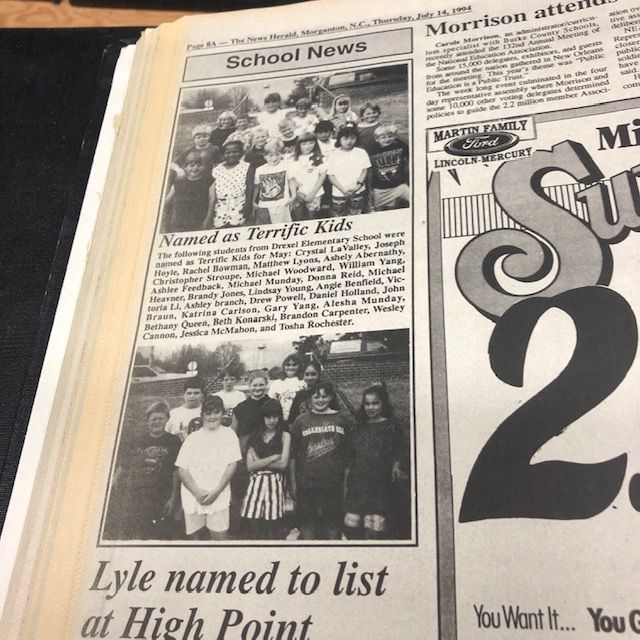 Page 8A — The News Herald, Morganton, N.C., Thursday, July 14, 1994
School News
Named as Terrific Kids
The following students from Drexel Elementary School were
named as Terrific Kids for May: Crystal LaValley, Joseph
Hoyle, Rachel Bowman, Matthew Lyons, Ashely Abernathy,
Christopher Stroupe, Michael Woodward, William Yang,
Ashlee Feedback, Michael Munday, Donna Reid, Michael
Heavner, Brandy Jones, Lindsay Young, Angie Benfield, Vic-
toria Li, Ashley branch, Drew Powell, Daniel Holland, John
Braun, Katrina Carlson, Gary Yang, Alesha Munday,
Bethany Queen, Beth Konarski, Brandon Carpenter, Wesley
Cannon, Jessica McMahon, and Tosha Rochester.
Lyle named to list
at High Point
Morrison attend
Carole Morrison, an administrator/curricu-
lum specialist with Burke County Schools,
recently attended the 132nd Annual Meeting of
the National Education Association.
Some 15,000 delegates, exhibitors, and guests
from around the nation gathered in New Orleans
for the meeting. This year's theme was "Public
Education is a Public Trust."
The week long event culminated in the four
day representative assembly where Morrison and
some 10,000 other voting delegates determined
policies to guide the 2.2 million member Associ-
MARTIN FAMILY
Ford
LINCOLN-MERCURY
Mi
Su
2.
You Want It... You G